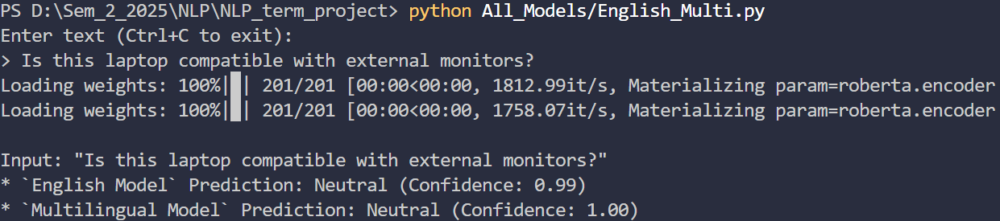 PS D:\Sem_2_2025\NLP\NLP_term_project> python All_Models/English_Multi.py
Enter text (Ctrl+C to exit):
> Is this laptop compatible with external monitors?
Loading weights: 100%|█| 201/201 [00:00<00:00, 1812.99it/s, Materializing param=roberta.encoder
Loading weights: 100%|█| 201/201 [00:00<00:00, 1758.07it/s, Materializing param=roberta.encoder
Input: "Is this laptop compatible with external monitors?"
* `English Model` Prediction: Neutral (Confidence: 0.99)
* `Multilingual Model` Prediction: Neutral (Confidence: 1.00)